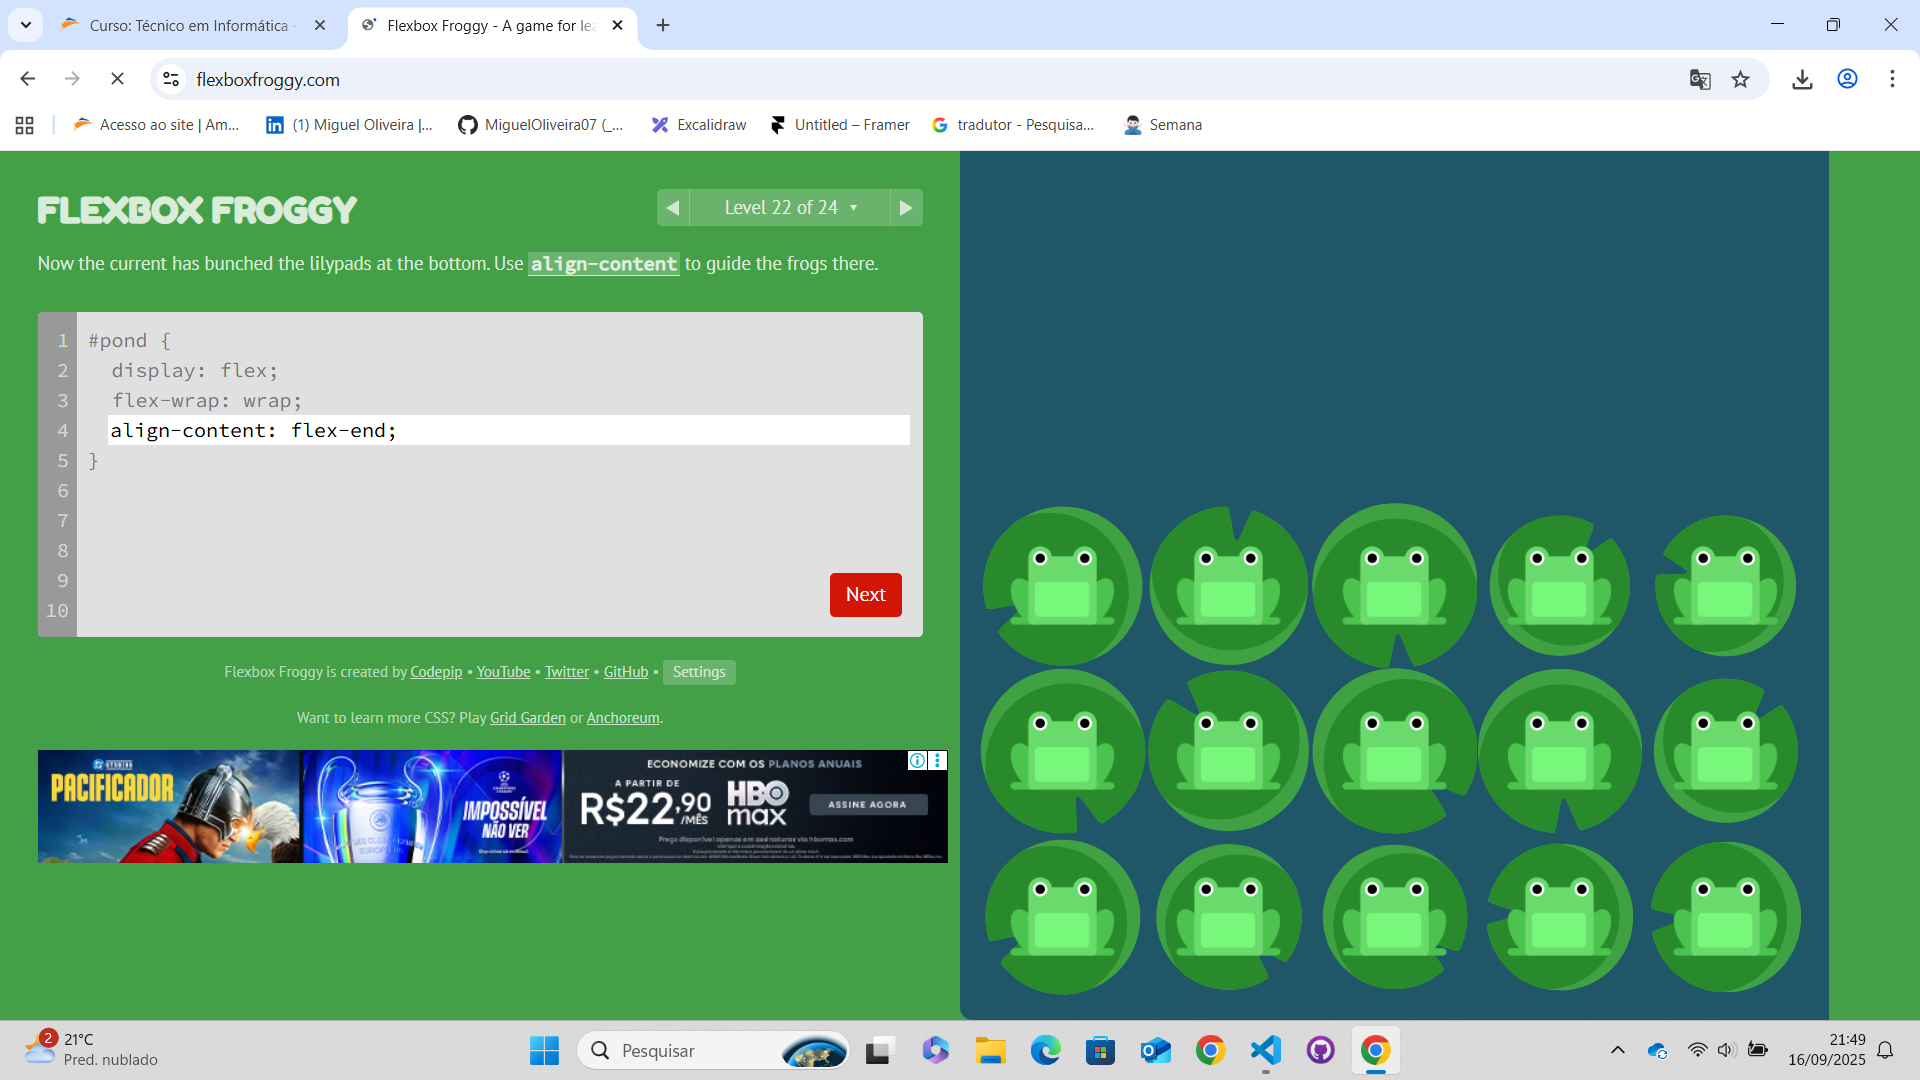 Curso: Técnico em Informática -
Flexbox Froggy - A game for lea
flexboxfroggy.com
Acesso ao site | Am...
(1) Miguel Oliveira |...
MiguelOliveira07 (_...
Excalidraw
Untitled – Framer
tradutor - Pesquisa...
Semana
FLEXBOX FROGGY
Level 22 of 24
Now the current has bunched the lilypads at the bottom. Use align-content to guide the frogs there.
1 #pond {
2 display: flex;
3 flex-wrap: wrap;
4 align-content: flex-end;
5 }
6
7
8
9
10
Next
Flexbox Froggy is created by Codepip • YouTube • Twitter • GitHub • Settings
Want to learn more CSS? Play Grid Garden or Anchoreum.
STUDIOS
PACIFICADOR
IMPOSSÍVEL
NÃO VER
ECONOMIZE COM OS PLANOS ANUAIS
A PARTIR DE
R$22,90
/MÊS
HBO
max
ASSINE AGORA
2
21°C
Pred. nublado
Pesquisar
21:49
16/09/2025